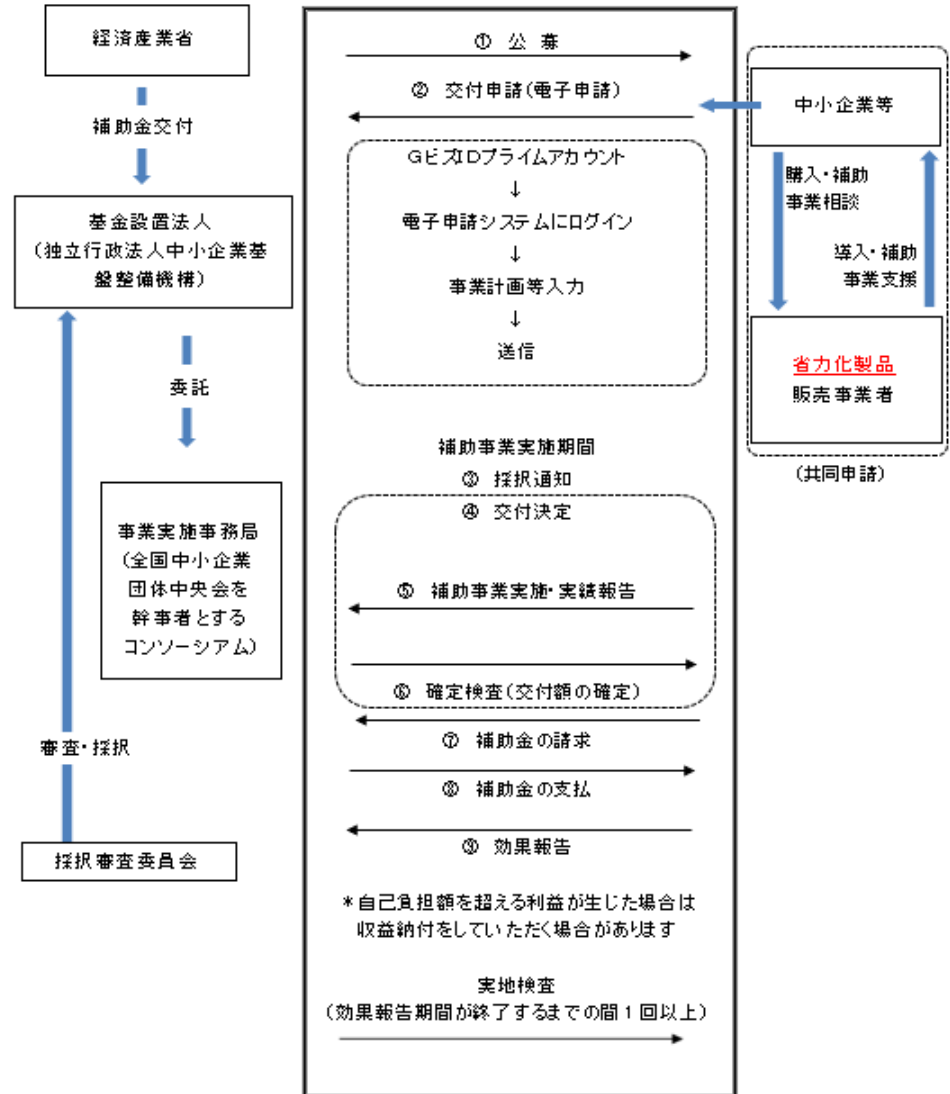 経済産業省
補助金交付
基金設置法人
(独立行政法人中小企業基
盤整備機構)
委託
事業実施事務局
(全国中小企業
団体中央会を
幹事者とする
コンソーシアム)
審査・採択
採択審査委員会
① 公募
② 交付申請(電子申請)
GビズIDプライムアカウント
↓
電子申請システムにログイン
↓
事業計画等入力
↓
送信
補助事業実施期間
③ 採択通知
④ 交付決定
⑤ 補助事業実施・実績報告
⑥ 確定検査(交付額の確定)
⑦ 補助金の請求
⑧ 補助金の支払
⑨ 効果報告
*自己負担額を超える利益が生じた場合は
収益納付をしていただく場合があります
実地検査
(効果報告期間が終了するまでの間1回以上)
中小企業等
購入・補助
事業相談
導入・補助
事業支援
省力化製品
販売事業者
(共同申請)